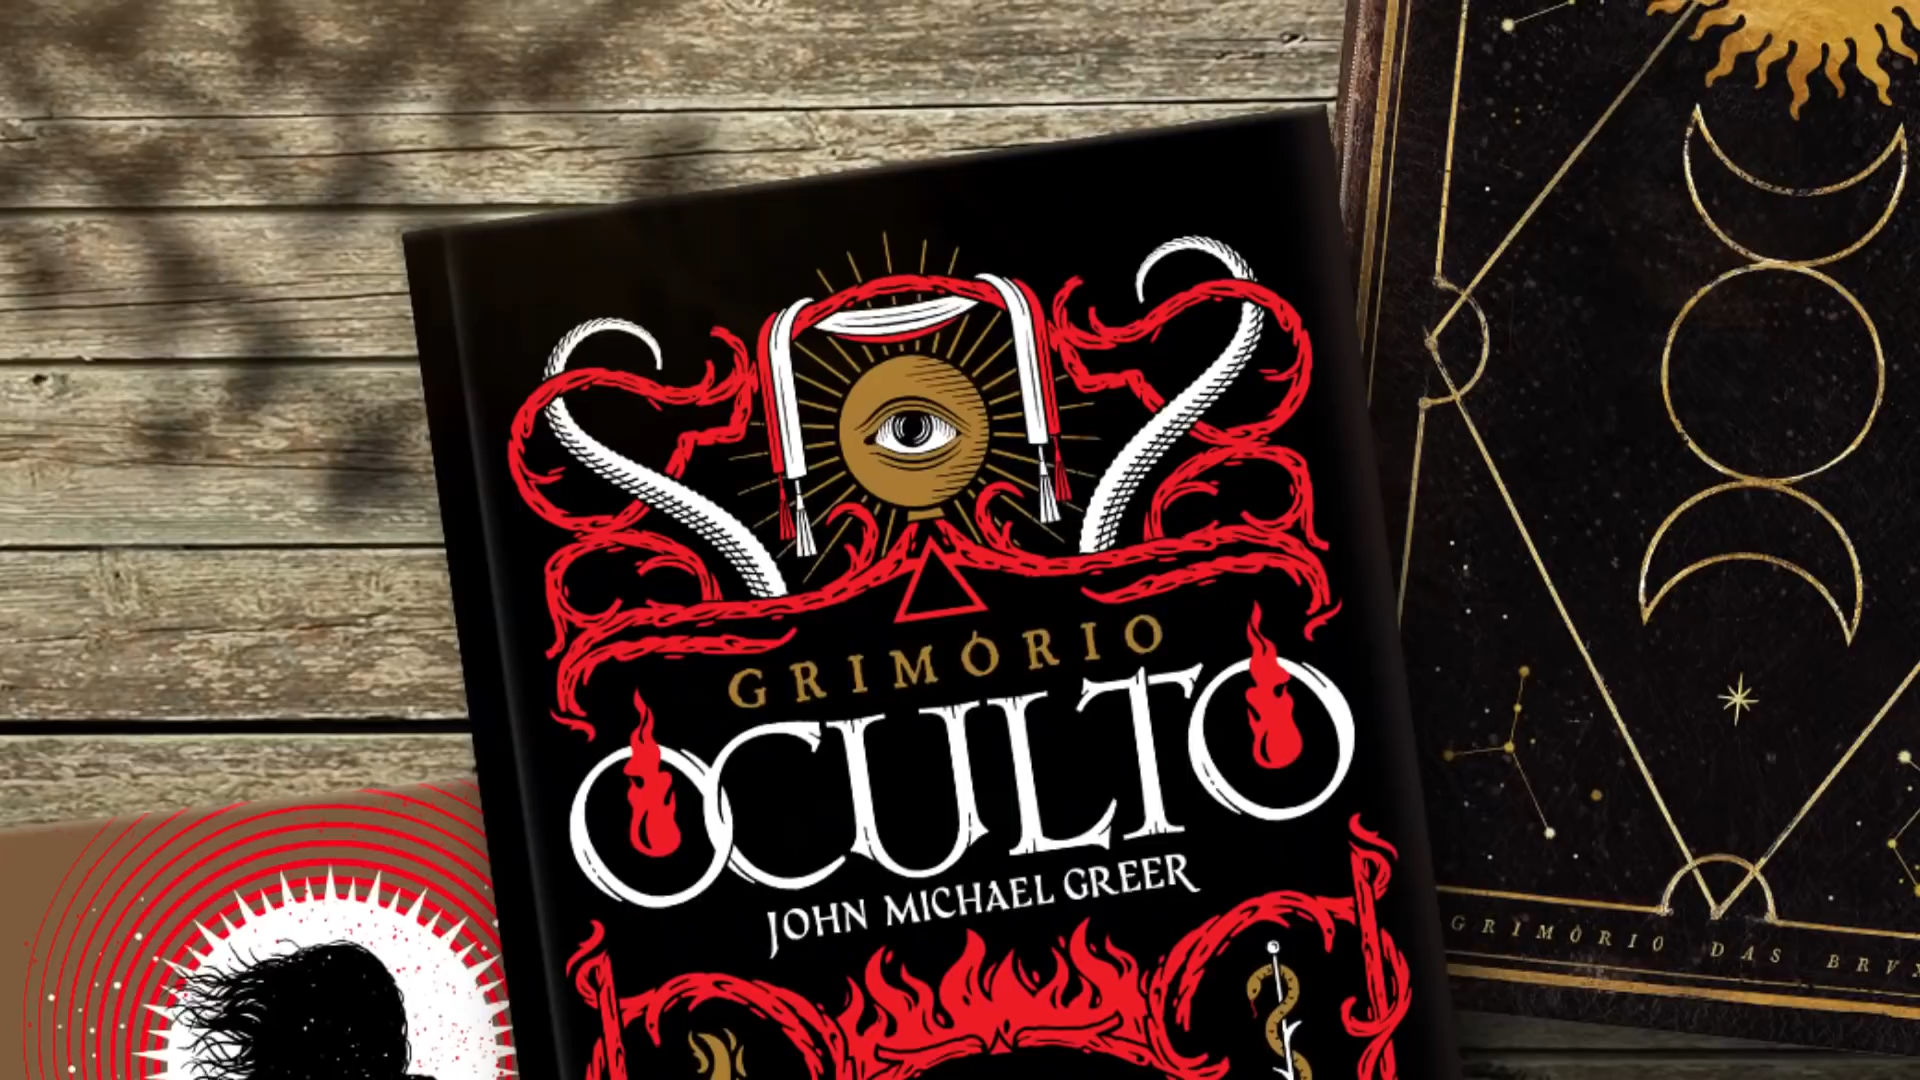 GRIMÓRIO
OCULTO
JOHN MICHAEL GREER
GRIMÓRIO DAS